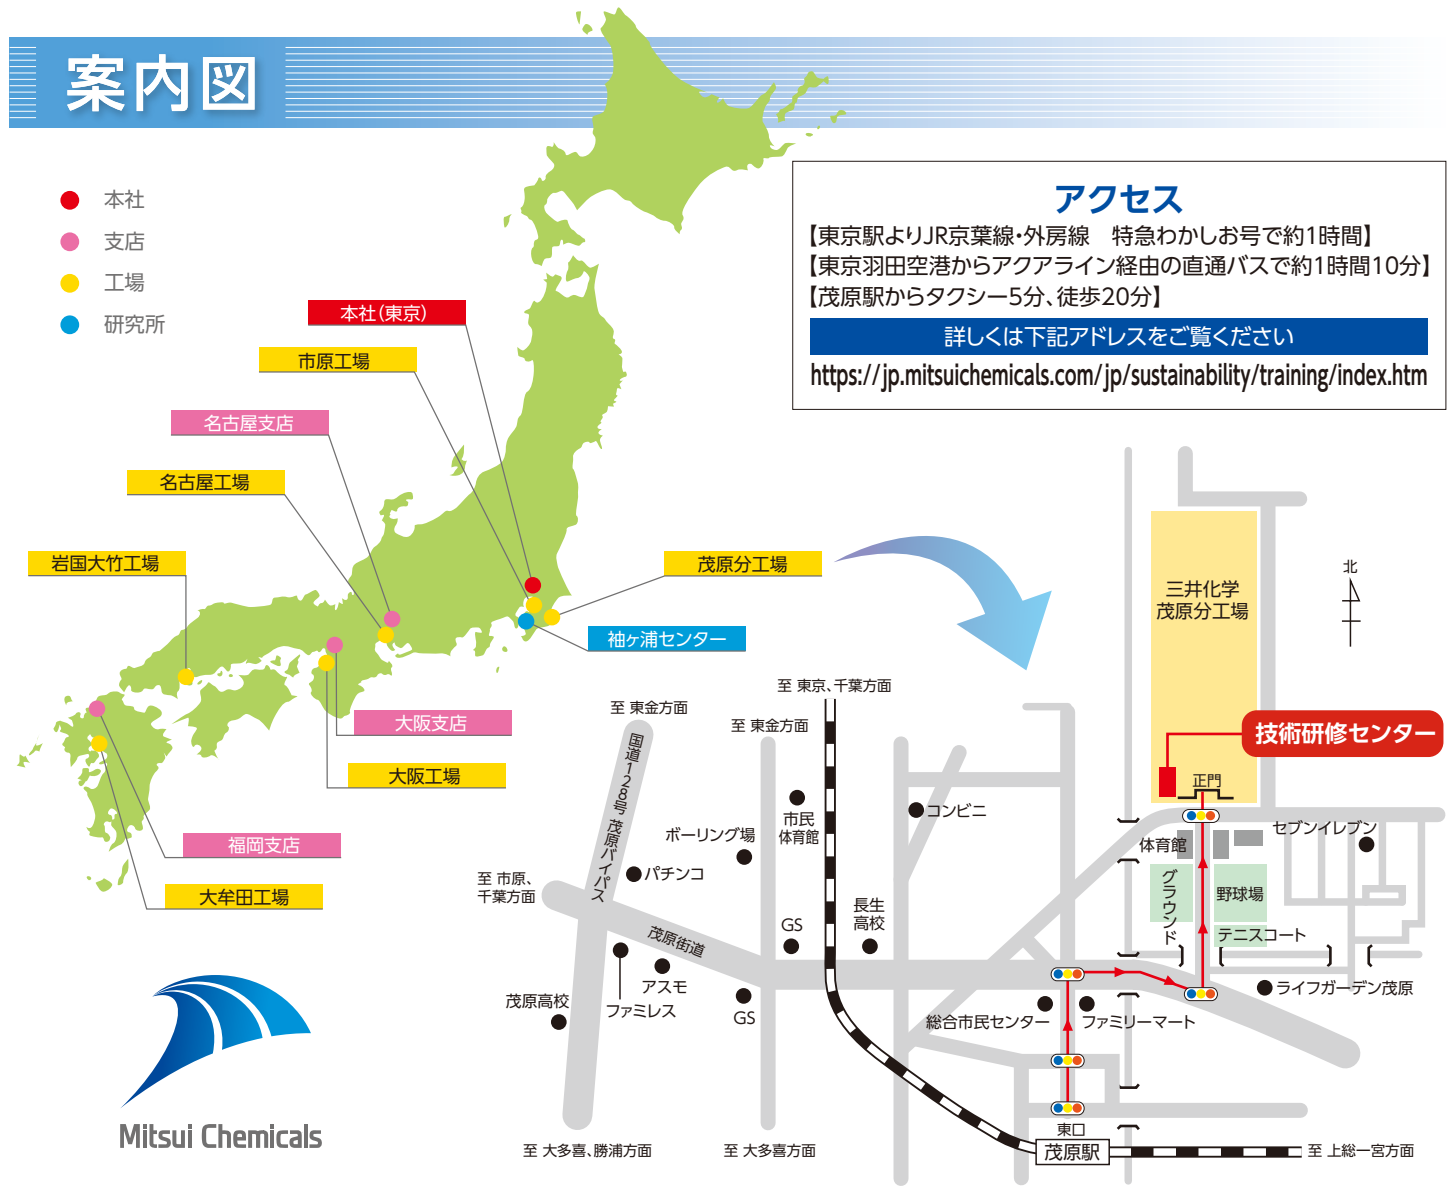 案内図
本社
支店
工場
研究所
アクセス
【東京駅よりJR京葉線・外房線　特急わかしお号で約1時間】
【東京羽田空港からアクアライン経由の直通バスで約1時間10分】
【茂原駅からタクシー5分、徒歩20分】
詳しくは下記アドレスをご覧ください
https://jp.mitsuichemicals.com/jp/sustainability/training/index.htm
本社（東京）
市原工場
名古屋支店
名古屋工場
岩国大竹工場
茂原分工場
袖ヶ浦センター
大阪支店
大阪工場
福岡支店
大牟田工場
北
三井化学
茂原分工場
技術研修センター
正門
至 東京、千葉方面
至 東金方面
至 東金方面
国道128号 茂原バイパス
市民
体育館
コンビニ
ボーリング場
パチンコ
至 市原、
千葉方面
茂原街道
GS
長生
高校
体育館
グラウンド
野球場
テニスコート
セブンイレブン
アスモ
ファミレス
茂原高校
GS
総合市民センター
ファミリーマート
ライフガーデン茂原
東口
茂原駅
至 大多喜、勝浦方面
至 大多喜方面
至 上総一宮方面
Mitsui Chemicals